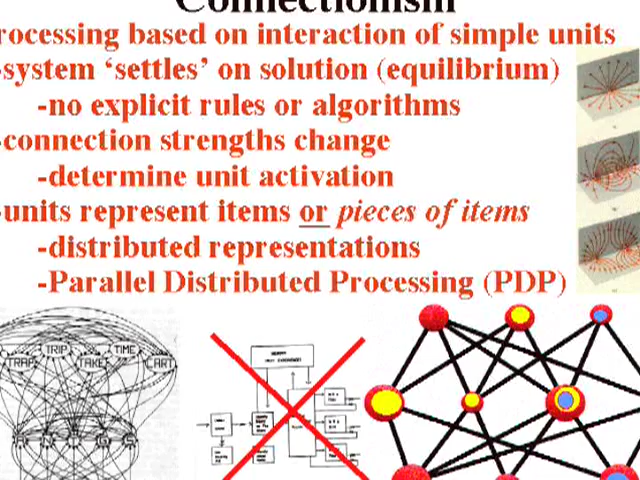 Connectionism
rocessing based on interaction of simple units
-system ‘settles’ on solution (equilibrium)
-no explicit rules or algorithms
-connection strengths change
-determine unit activation
-units represent items or pieces of items
-distributed representations
-Parallel Distributed Processing (PDP)
TRIP TIME
TRAP TAKE CART